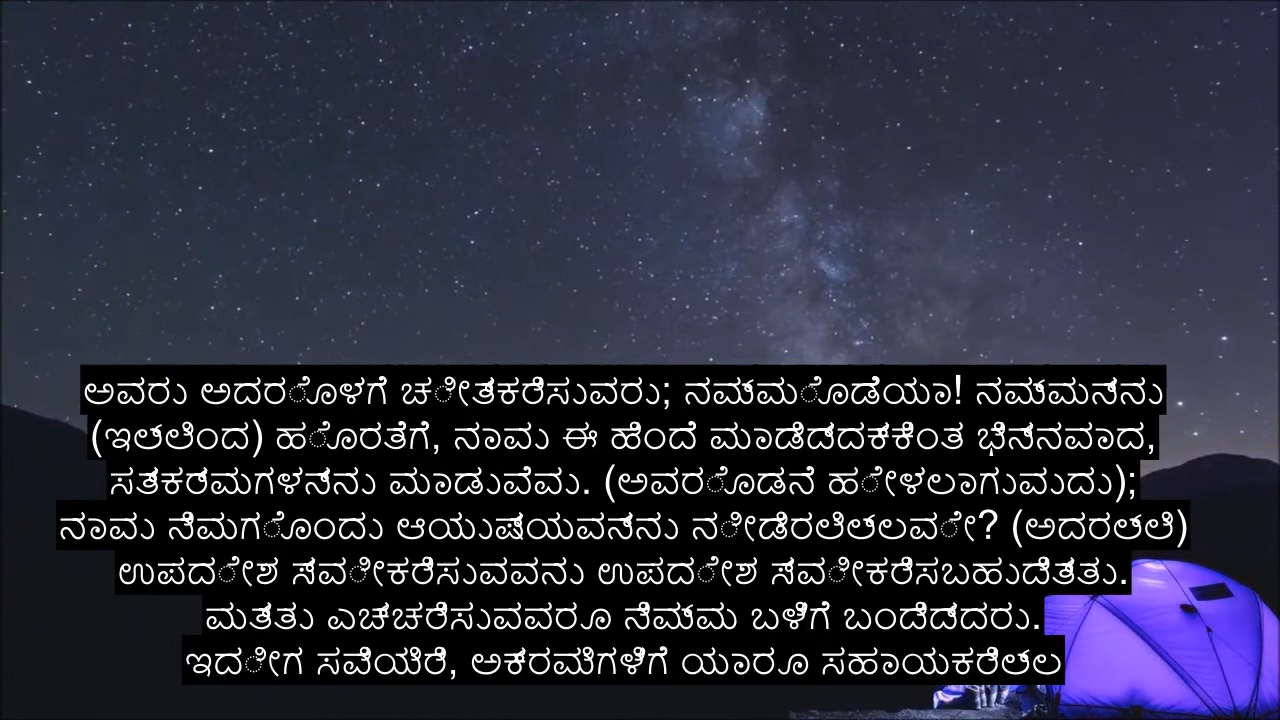 ಅವರು ಅದರೊಳಗೆ ಚೀತ್ಕರಿಸುವರು; ನಮ್ಮೊಡೆಯಾ! ನಮ್ಮನ್ನು
(ಇಲ್ಲಿಂದ) ಹೊರತೆಗೆ, ನಾವು ಈ ಹಿಂದೆ ಮಾಡಿದ್ದಕ್ಕಿಂತ ಭಿನ್ನವಾದ,
ಸತ್ಕರ್ಮಗಳನ್ನು ಮಾಡುವೆವು. (ಅವರೊಡನೆ ಹೇಳಲಾಗುವುದು);
ನಾವು ನಿಮಗೊಂದು ಆಯುಷ್ಯವನ್ನು ನೀಡಿರಲಿಲ್ಲವೇ? (ಅದರಲ್ಲಿ)
ಉಪದೇಶ ಸ್ವೀಕರಿಸುವವನು ಉಪದೇಶ ಸ್ವೀಕರಿಸಬಹುದಿತ್ತು.
ಮತ್ತು ಎಚ್ಚರಿಸುವವರೂ ನಿಮ್ಮ ಬಳಿಗೆ ಬಂದಿದ್ದರು.
ಇದೀಗ ಸವಿಯಿರಿ, ಅಕ್ರಮಿಗಳಿಗೆ ಯಾರೂ ಸಹಾಯಕರಿಲ್ಲ